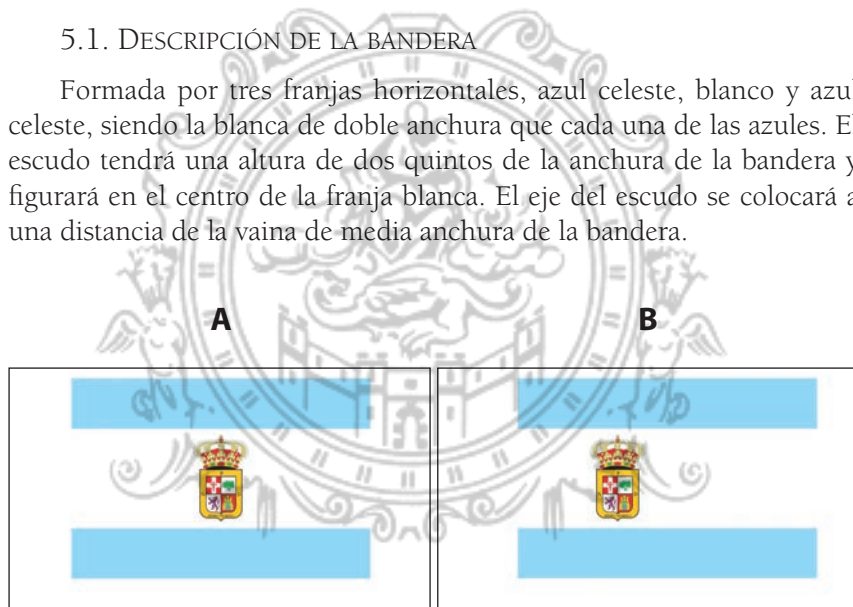 5.1. DESCRIPCIÓN DE LA BANDERA
Formada por tres franjas horizontales, azul celeste, blanco y azul
celeste, siendo la blanca de doble anchura que cada una de las azules. El
escudo tendrá una altura de dos quintos de la anchura de la bandera y
figurará en el centro de la franja blanca. El eje del escudo se colocará a
una distancia de la vaina de media anchura de la bandera.
A B